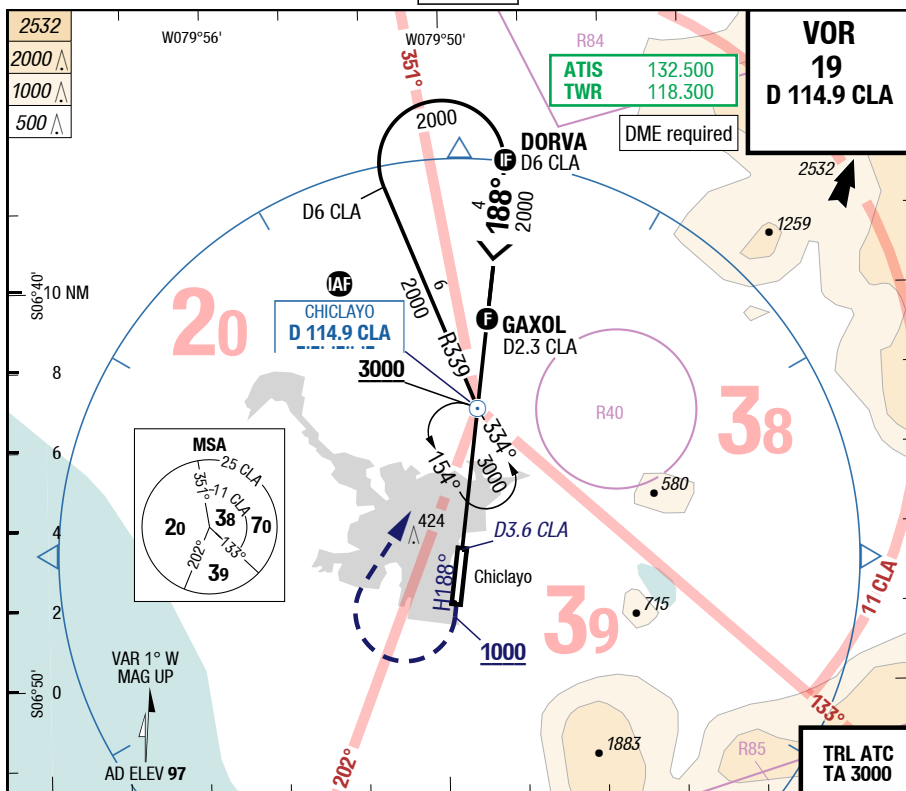 2532
2000
1000
500
W079°56'
W079°50'
R84
ATIS 132.500
TWR 118.300
DME required
VOR
19
D 114.9 CLA
351°
2000
IF DORVA
D6 CLA
D6 CLA
4
188°
2000
2532
1259
S06°40'
10 NM
IAF
CHICLAYO
D 114.9 CLA
3000
6
2000
R339
F GAXOL
D2.3 CLA
20
38
R40
8
6
4
2
0
334°
3000
154°
MSA
25 CLA
351°
11 CLA
20
38
70
202°
133°
39
580
424
D3.6 CLA
H188°
Chiclayo
715
11 CLA
39
1000
S06°50'
VAR 1° W
MAG UP
AD ELEV 97
202°
1883
133°
R85
TRL ATC
TA 3000